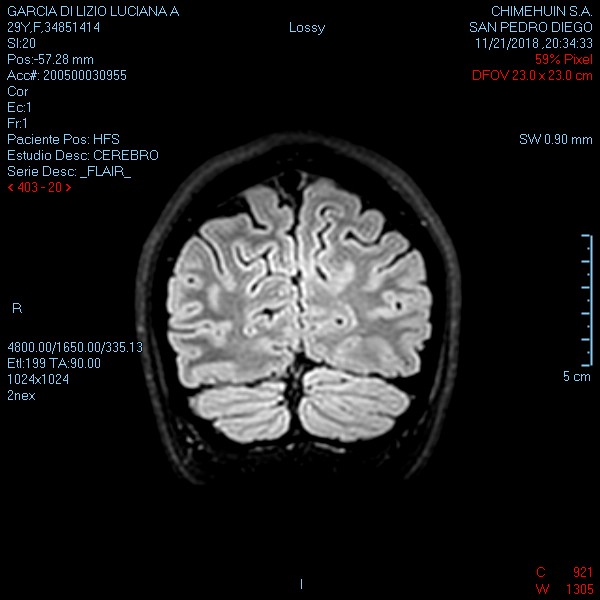 GARCIA DI LIZIO LUCIANA A
29Y,F,34851414
Sl:20
Pos:-57.28 mm
Acc#: 200500030955
Cor
Ec:1
Fr:1
Paciente Pos: HFS
Estudio Desc: CEREBRO
Serie Desc: _FLAIR_
< 403 - 20 >
Lossy
CHIMEHUIN S.A.
SAN PEDRO DIEGO
11/21/2018 ,20:34:33
59% Pixel
DFOV 23.0 x 23.0 cm
SW 0.90 mm
R
4800.00/1650.00/335.13
Etl:199 TA:90.00
1024x1024
2nex
5 cm
I
C 921
W 1305